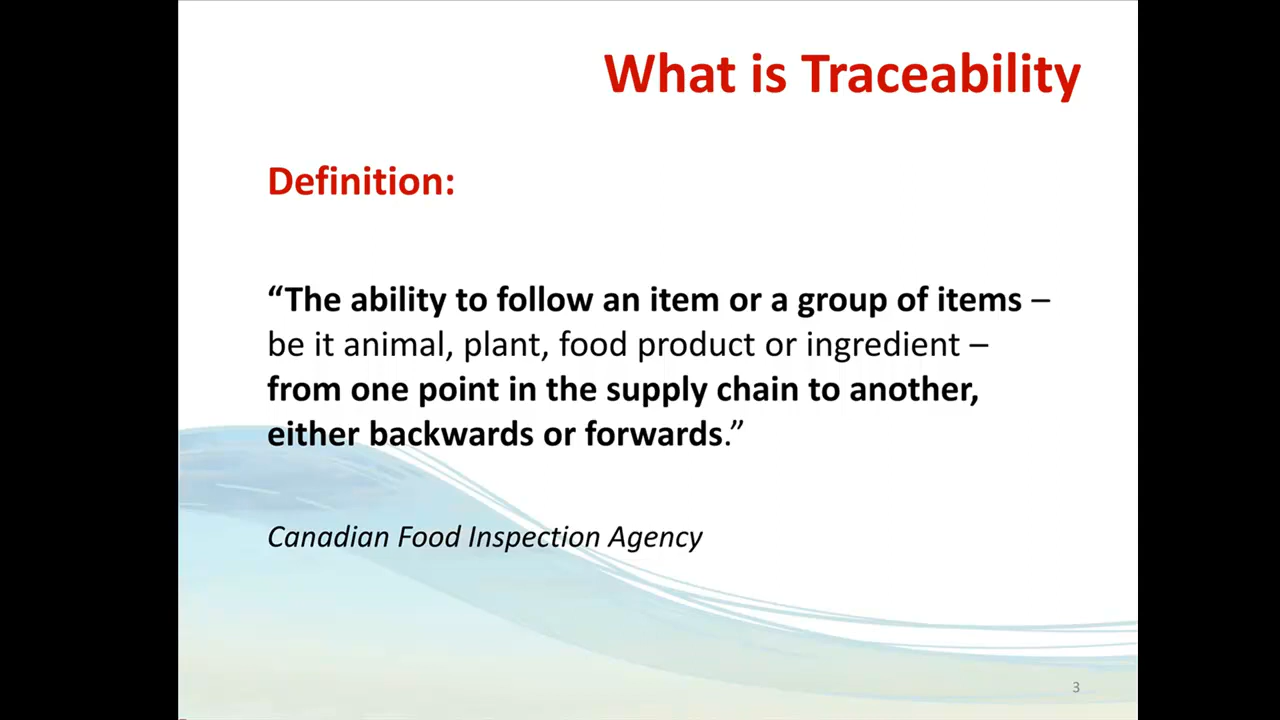 What is Traceability
Definition:
“The ability to follow an item or a group of items –
be it animal, plant, food product or ingredient –
from one point in the supply chain to another,
either backwards or forwards.”
Canadian Food Inspection Agency
3